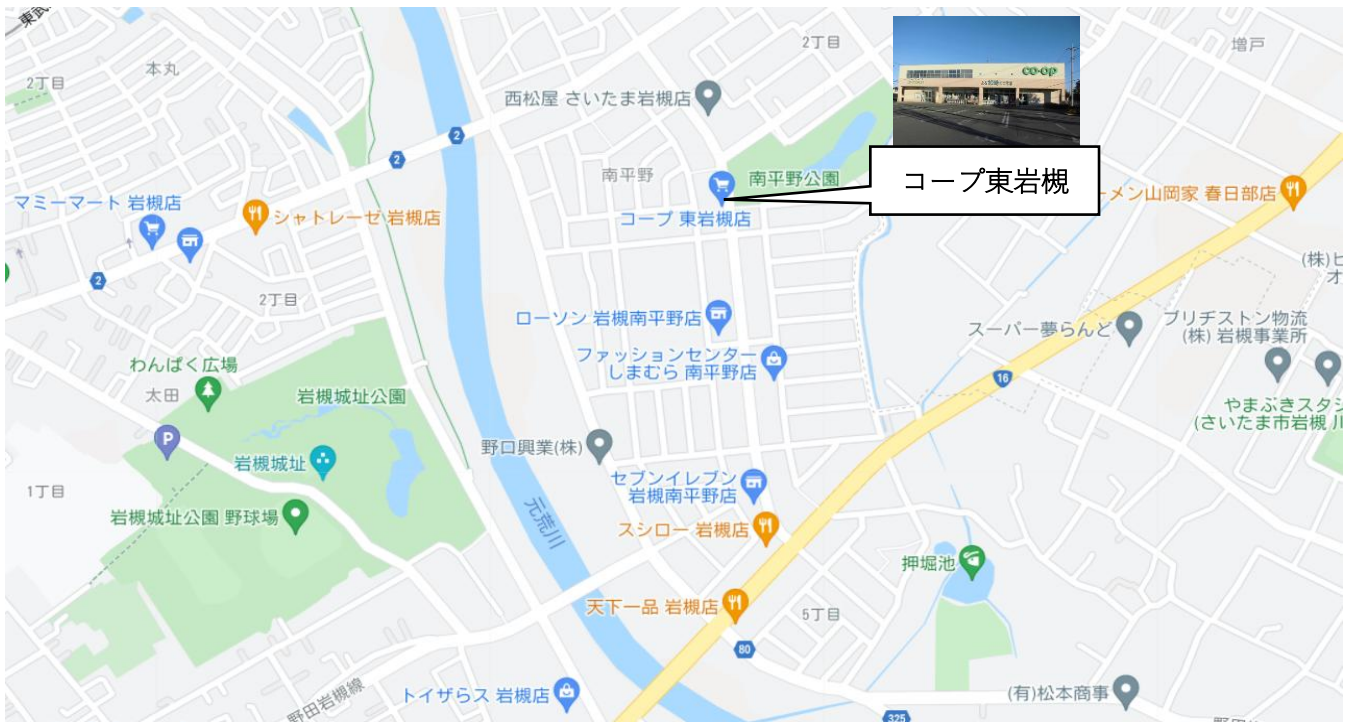 東武
本丸
2丁目
2丁目
増戸
CO-OP
西松屋 さいたま岩槻店
2
2
南平野
南平野公園
コープ東岩槻
コープ 東岩槻店
ーメン山岡家 春日部店
マミーマート 岩槻店
シャトレーゼ 岩槻店
2
2丁目
(株)ヒ
オ
ローソン 岩槻南平野店
スーパー夢らんど
ブリヂストン物流
(株) 岩槻事業所
ファッションセンター
しまむら 南平野店
16
わんぱく広場
太田
岩槻城址公園
やまぶきスタジ
(さいたま市岩槻 川
P
野口興業(株)
岩槻城址
1丁目
セブンイレブン
岩槻南平野店
岩槻城址公園 野球場
元荒川
スシロー 岩槻店
押堀池
天下一品 岩槻店
5丁目
80
野田岩槻線
トイザらス 岩槻店
(有)松本商事
325